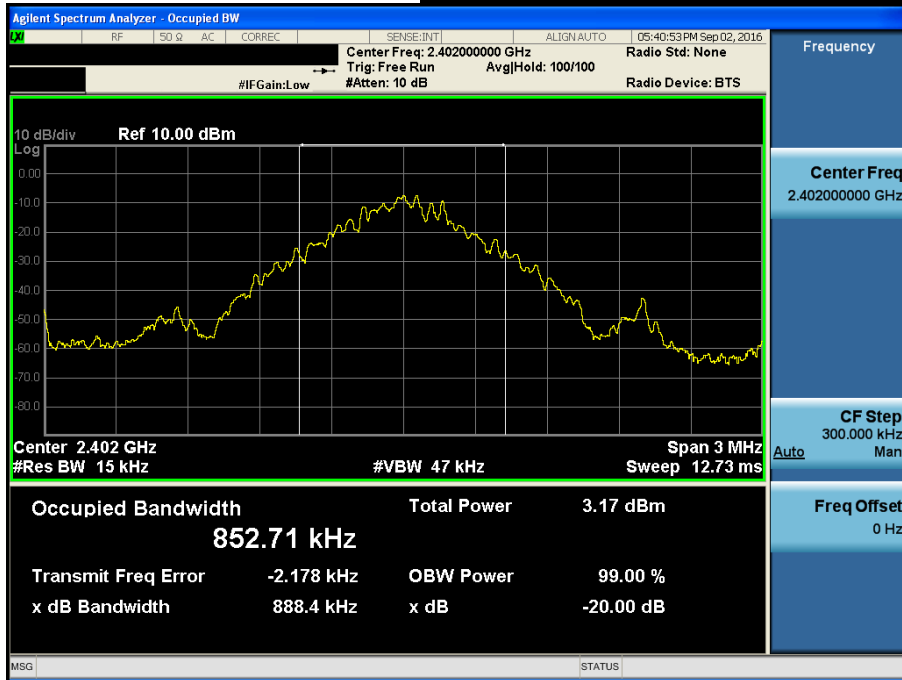 Agilent Spectrum Analyzer - Occupied BW
LXI RF 50 Ω AC CORREC SENSE:INT ALIGN AUTO 05:40:53 PM Sep 02, 2016
Center Freq: 2.402000000 GHz Radio Std: None
Trig: Free Run Avg|Hold: 100/100
#IFGain:Low #Atten: 10 dB Radio Device: BTS
10 dB/div Ref 10.00 dBm
Log
0.00
-10.0
-20.0
-30.0
-40.0
-50.0
-60.0
-70.0
-80.0
Center 2.402 GHz Span 3 MHz
#Res BW 15 kHz #VBW 47 kHz Sweep 12.73 ms
Occupied Bandwidth Total Power 3.17 dBm
852.71 kHz
Transmit Freq Error -2.178 kHz OBW Power 99.00 %
x dB Bandwidth 888.4 kHz x dB -20.00 dB
MSG STATUS
Frequency
Center Freq
2.402000000 GHz
CF Step
300.000 kHz
Auto Man
Freq Offset
0 Hz